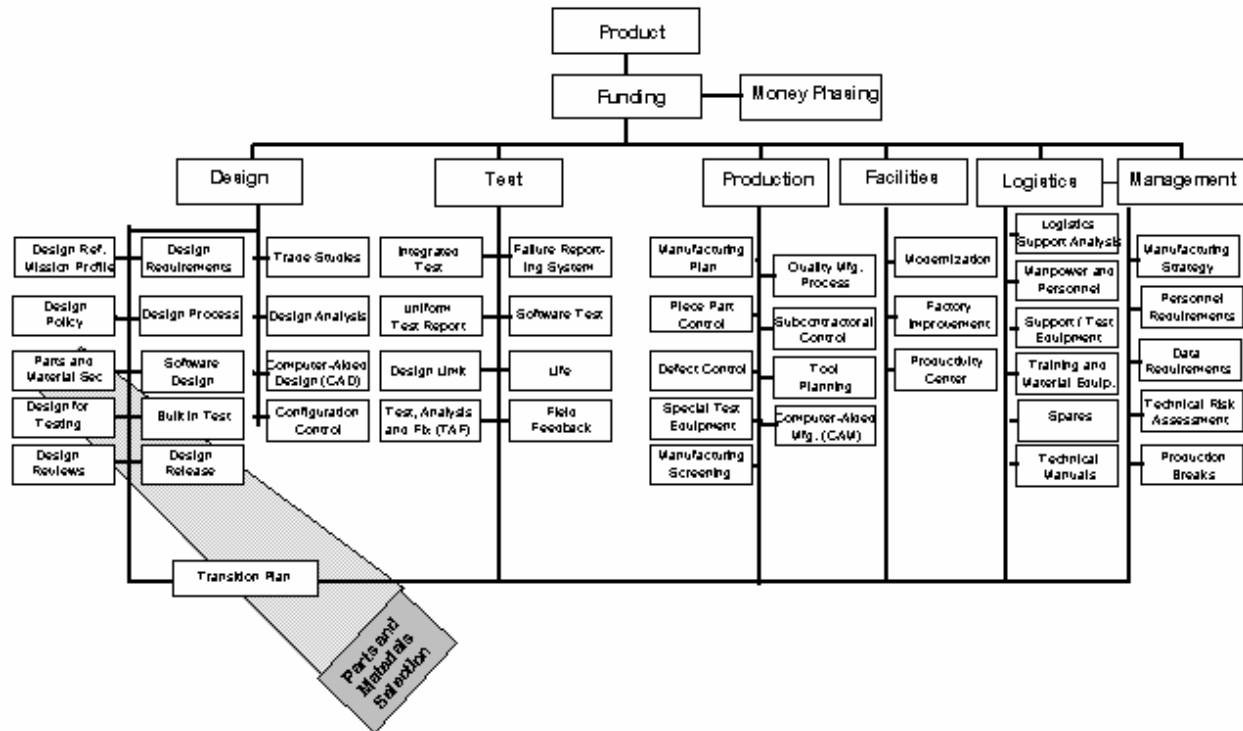 Product
Funding
Money Phasing
Design
Test
Production
Facilities
Logistics
Management
Design Ref.
Mission Profile
Design
Policy
Parts and
Material Sec
Design for
Testing
Design
Reviews
Design
Requirements
Design Process
Software
Design
Built In Test
Design
Release
Trade Studies
Design Analysis
Computer-Aided
Design (CAD)
Configuration
Control
Integrated
Test
Uniform
Test Report
Design Limit
Test, Analysis
and Fix (TAF)
Failure Report-
ing System
Software Test
Life
Field
Feedback
Manufacturing
Plan
Piece Part
Control
Defect Control
Special Test
Equipment
Manufacturing
Screening
Quality Mfg.
Process
Subcontractoral
Control
Tool
Planning
Computer-Aided
Mfg. (CAM)
Modernization
Factory
Improvement
Productivity
Center
Logistics
Support Analysis
Manpower and
Personnel
Support / Test
Equipment
Training and
Material Equip.
Spares
Technical
Manuals
Manufacturing
Strategy
Personnel
Requirements
Data
Requirements
Technical Risk
Assessment
Production
Breaks
Transition Plan
Parts and
Materials
Selection